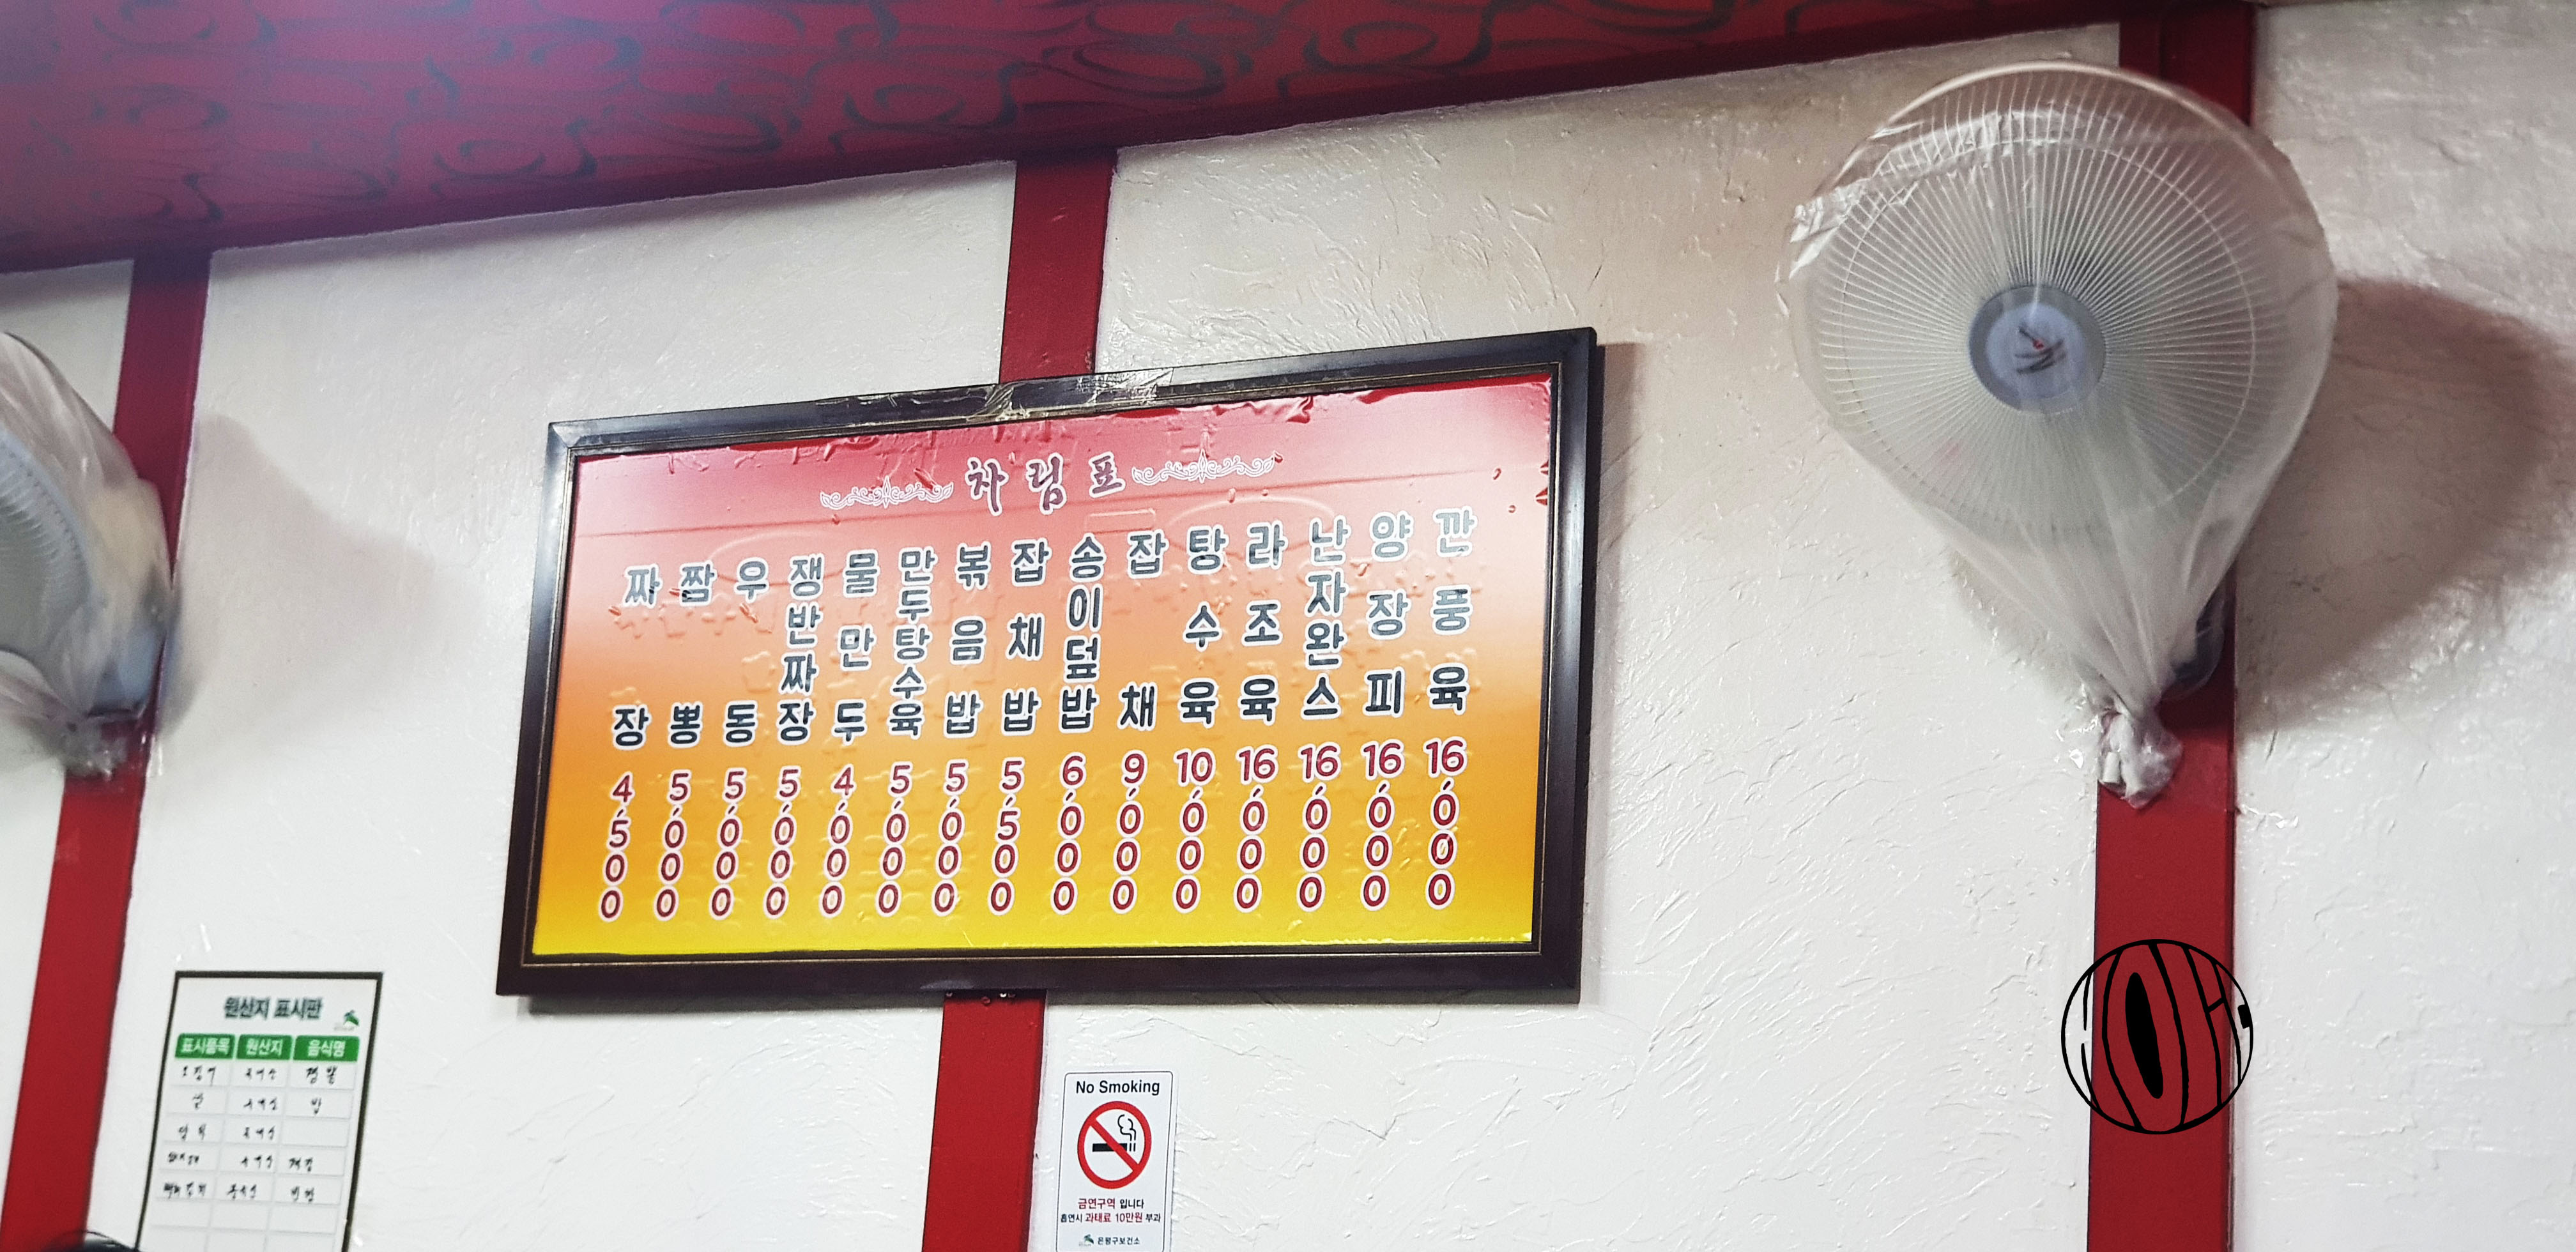 차림표
짜장 4,500
짬뽕 5,000
우동 5,000
쟁반짜장 5,000
물만두 4,000
만두탕수육 5,000
볶음밥 5,000
잡채밥 5,500
송이덮밥 6,000
잡채 9,000
탕수육 10,000
라조육 16,000
난자완스 16,000
양장피 16,000
깐풍육 16,000
원산지 표시판
표시품목 원산지 음식명
No Smoking
금연구역 입니다
흡연시 과태료 10만원 부과
은평구보건소